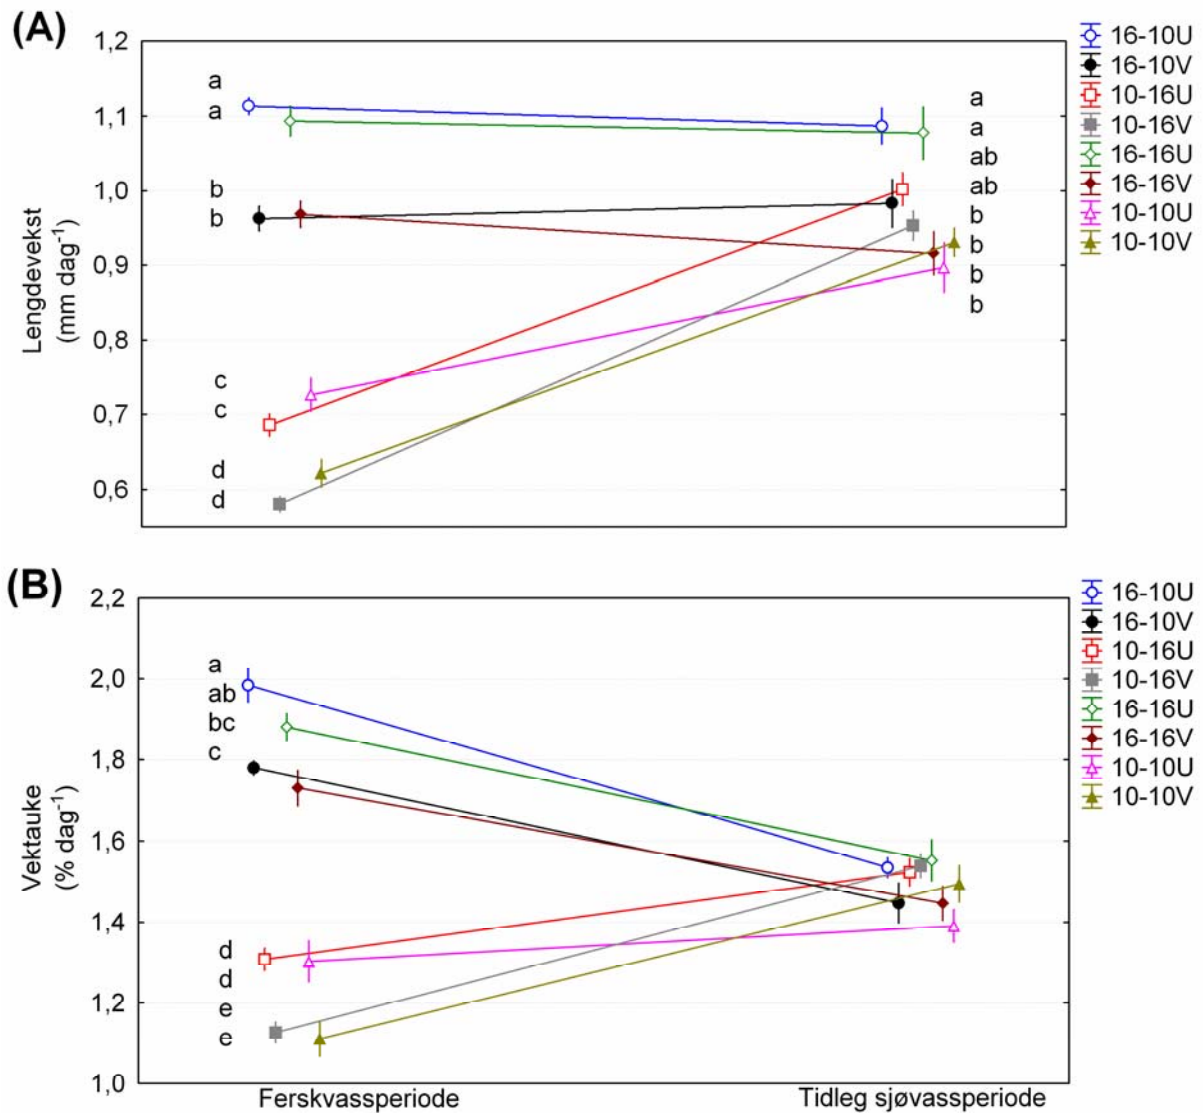 (A)
1,2
1,1
1,0
0,9
0,8
0,7
0,6
Lengdevekst
(mm dag⁻¹)
a
a
b
b
c
c
d
d
a
a
ab
ab
b
b
b
b
16-10U
16-10V
10-16U
10-16V
16-16U
16-16V
10-10U
10-10V
(B)
2,2
2,0
1,8
1,6
1,4
1,2
1,0
Vektauke
(% dag⁻¹)
a
ab
bc
c
d
d
e
e
16-10U
16-10V
10-16U
10-16V
16-16U
16-16V
10-10U
10-10V
Ferskvassperiode
Tidleg sjøvassperiode